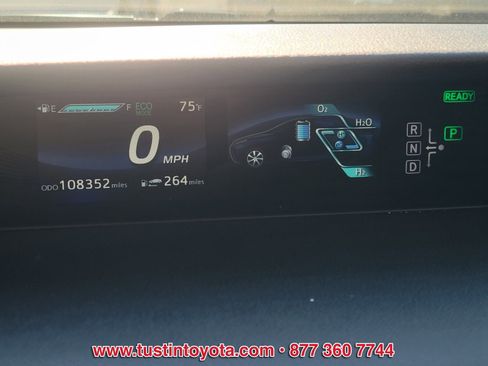 E F ECO MODE 75°F
0 MPH
ODO 108352 miles 264 miles
O₂
H₂O
H₂
READY
R
N P
D
www.tustintoyota.com • 877 360 7744